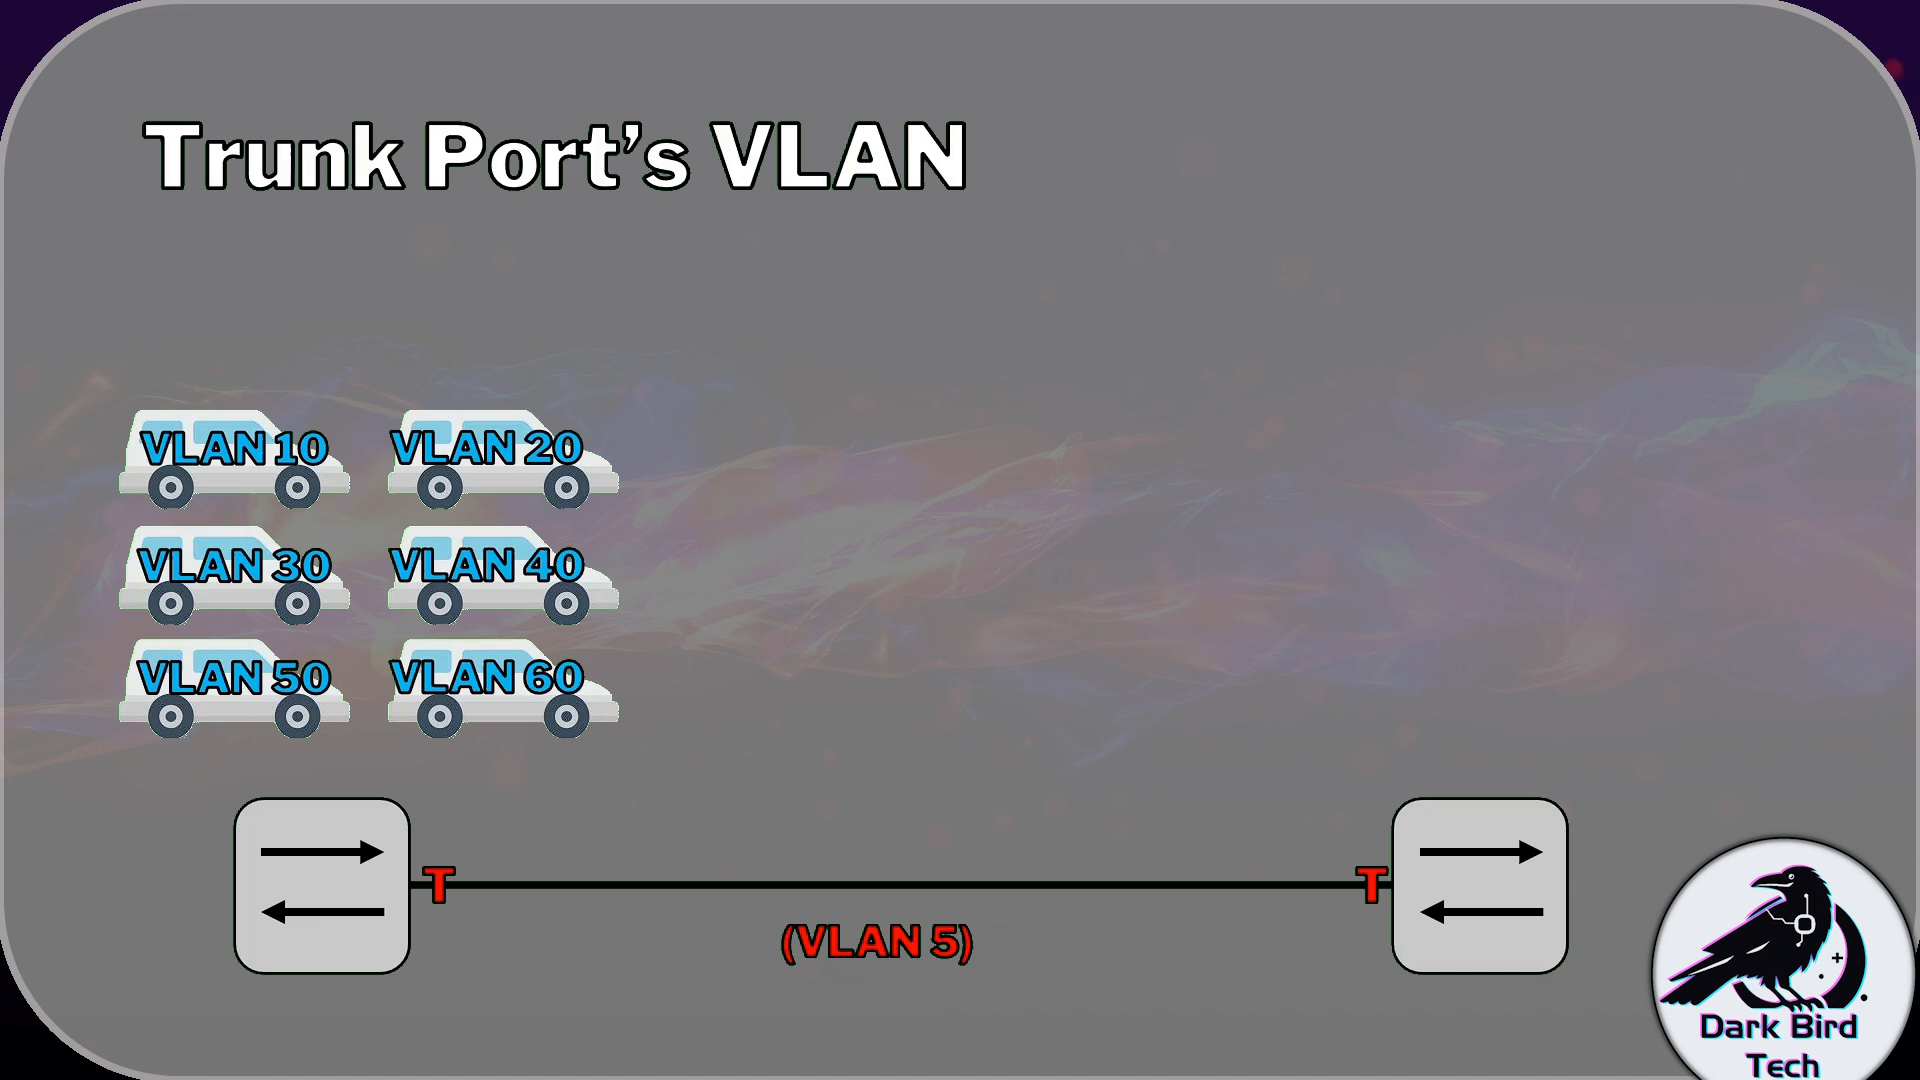 Trunk Port’s VLAN
VLAN 10 VLAN 20
VLAN 30 VLAN 40
VLAN 50 VLAN 60
T T
(VLAN 5)
Dark Bird
Tech